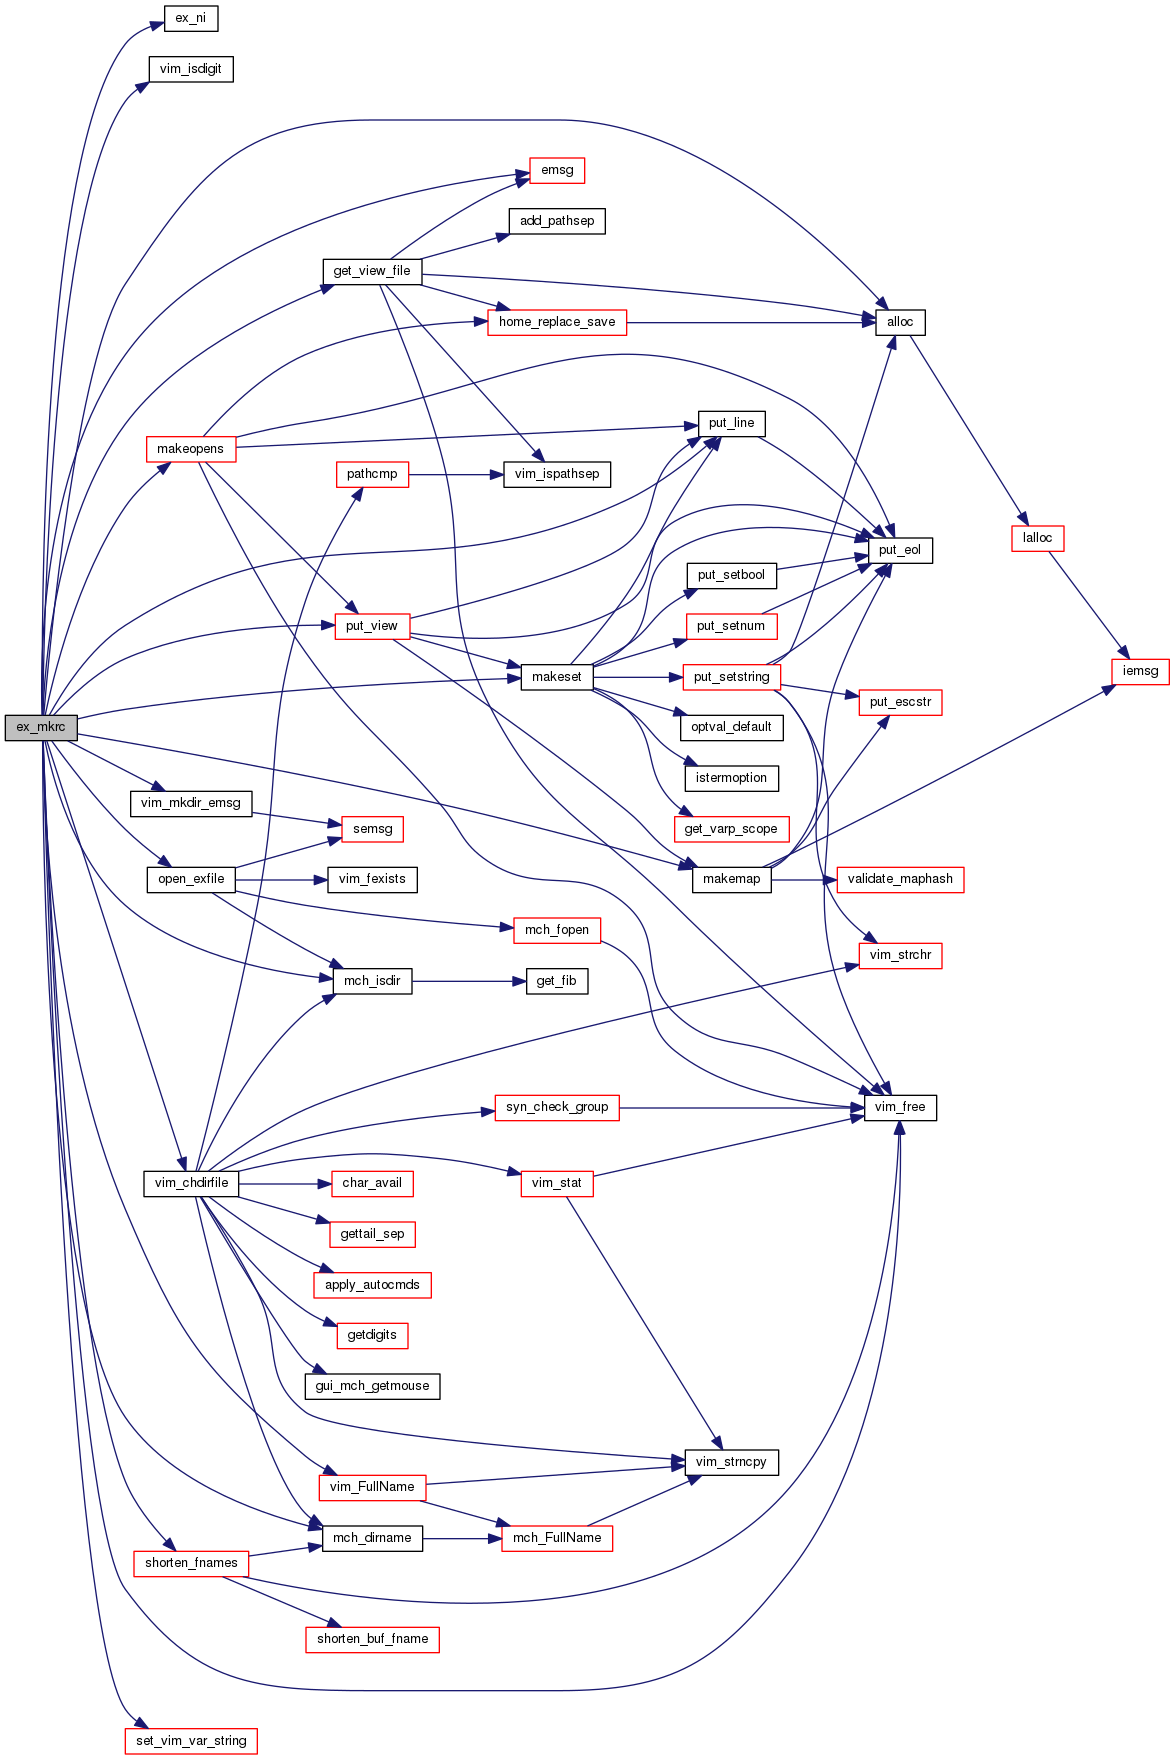 ex_ni
vim_isdigit
emsg
add_pathsep
get_view_file
home_replace_save
alloc
put_line
makeopens
pathcmp
vim_ispathsep
lalloc
put_eol
put_setbool
put_view
put_setnum
iemsg
makeset
put_setstring
put_escstr
ex_mkrc
optval_default
istermoption
vim_mkdir_emsg
semsg
get_varp_scope
open_exfile
vim_fexists
makemap
validate_maphash
mch_fopen
vim_strchr
mch_isdir
get_fib
syn_check_group
vim_free
vim_chdirfile
char_avail
vim_stat
gettail_sep
apply_autocmds
getdigits
gui_mch_getmouse
vim_strncpy
vim_FullName
mch_dirname
mch_FullName
shorten_fnames
shorten_buf_fname
set_vim_var_string